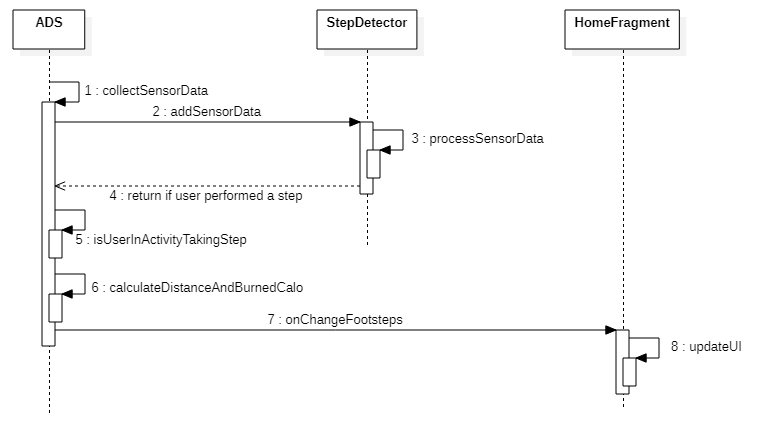 ADS
StepDetector
HomeFragment
1 : collectSensorData
2 : addSensorData
3 : processSensorData
4 : return if user performed a step
5 : isUserInActivityTakingStep
6 : calculateDistanceAndBurnedCalo
7 : onChangeFootsteps
8 : updateUI